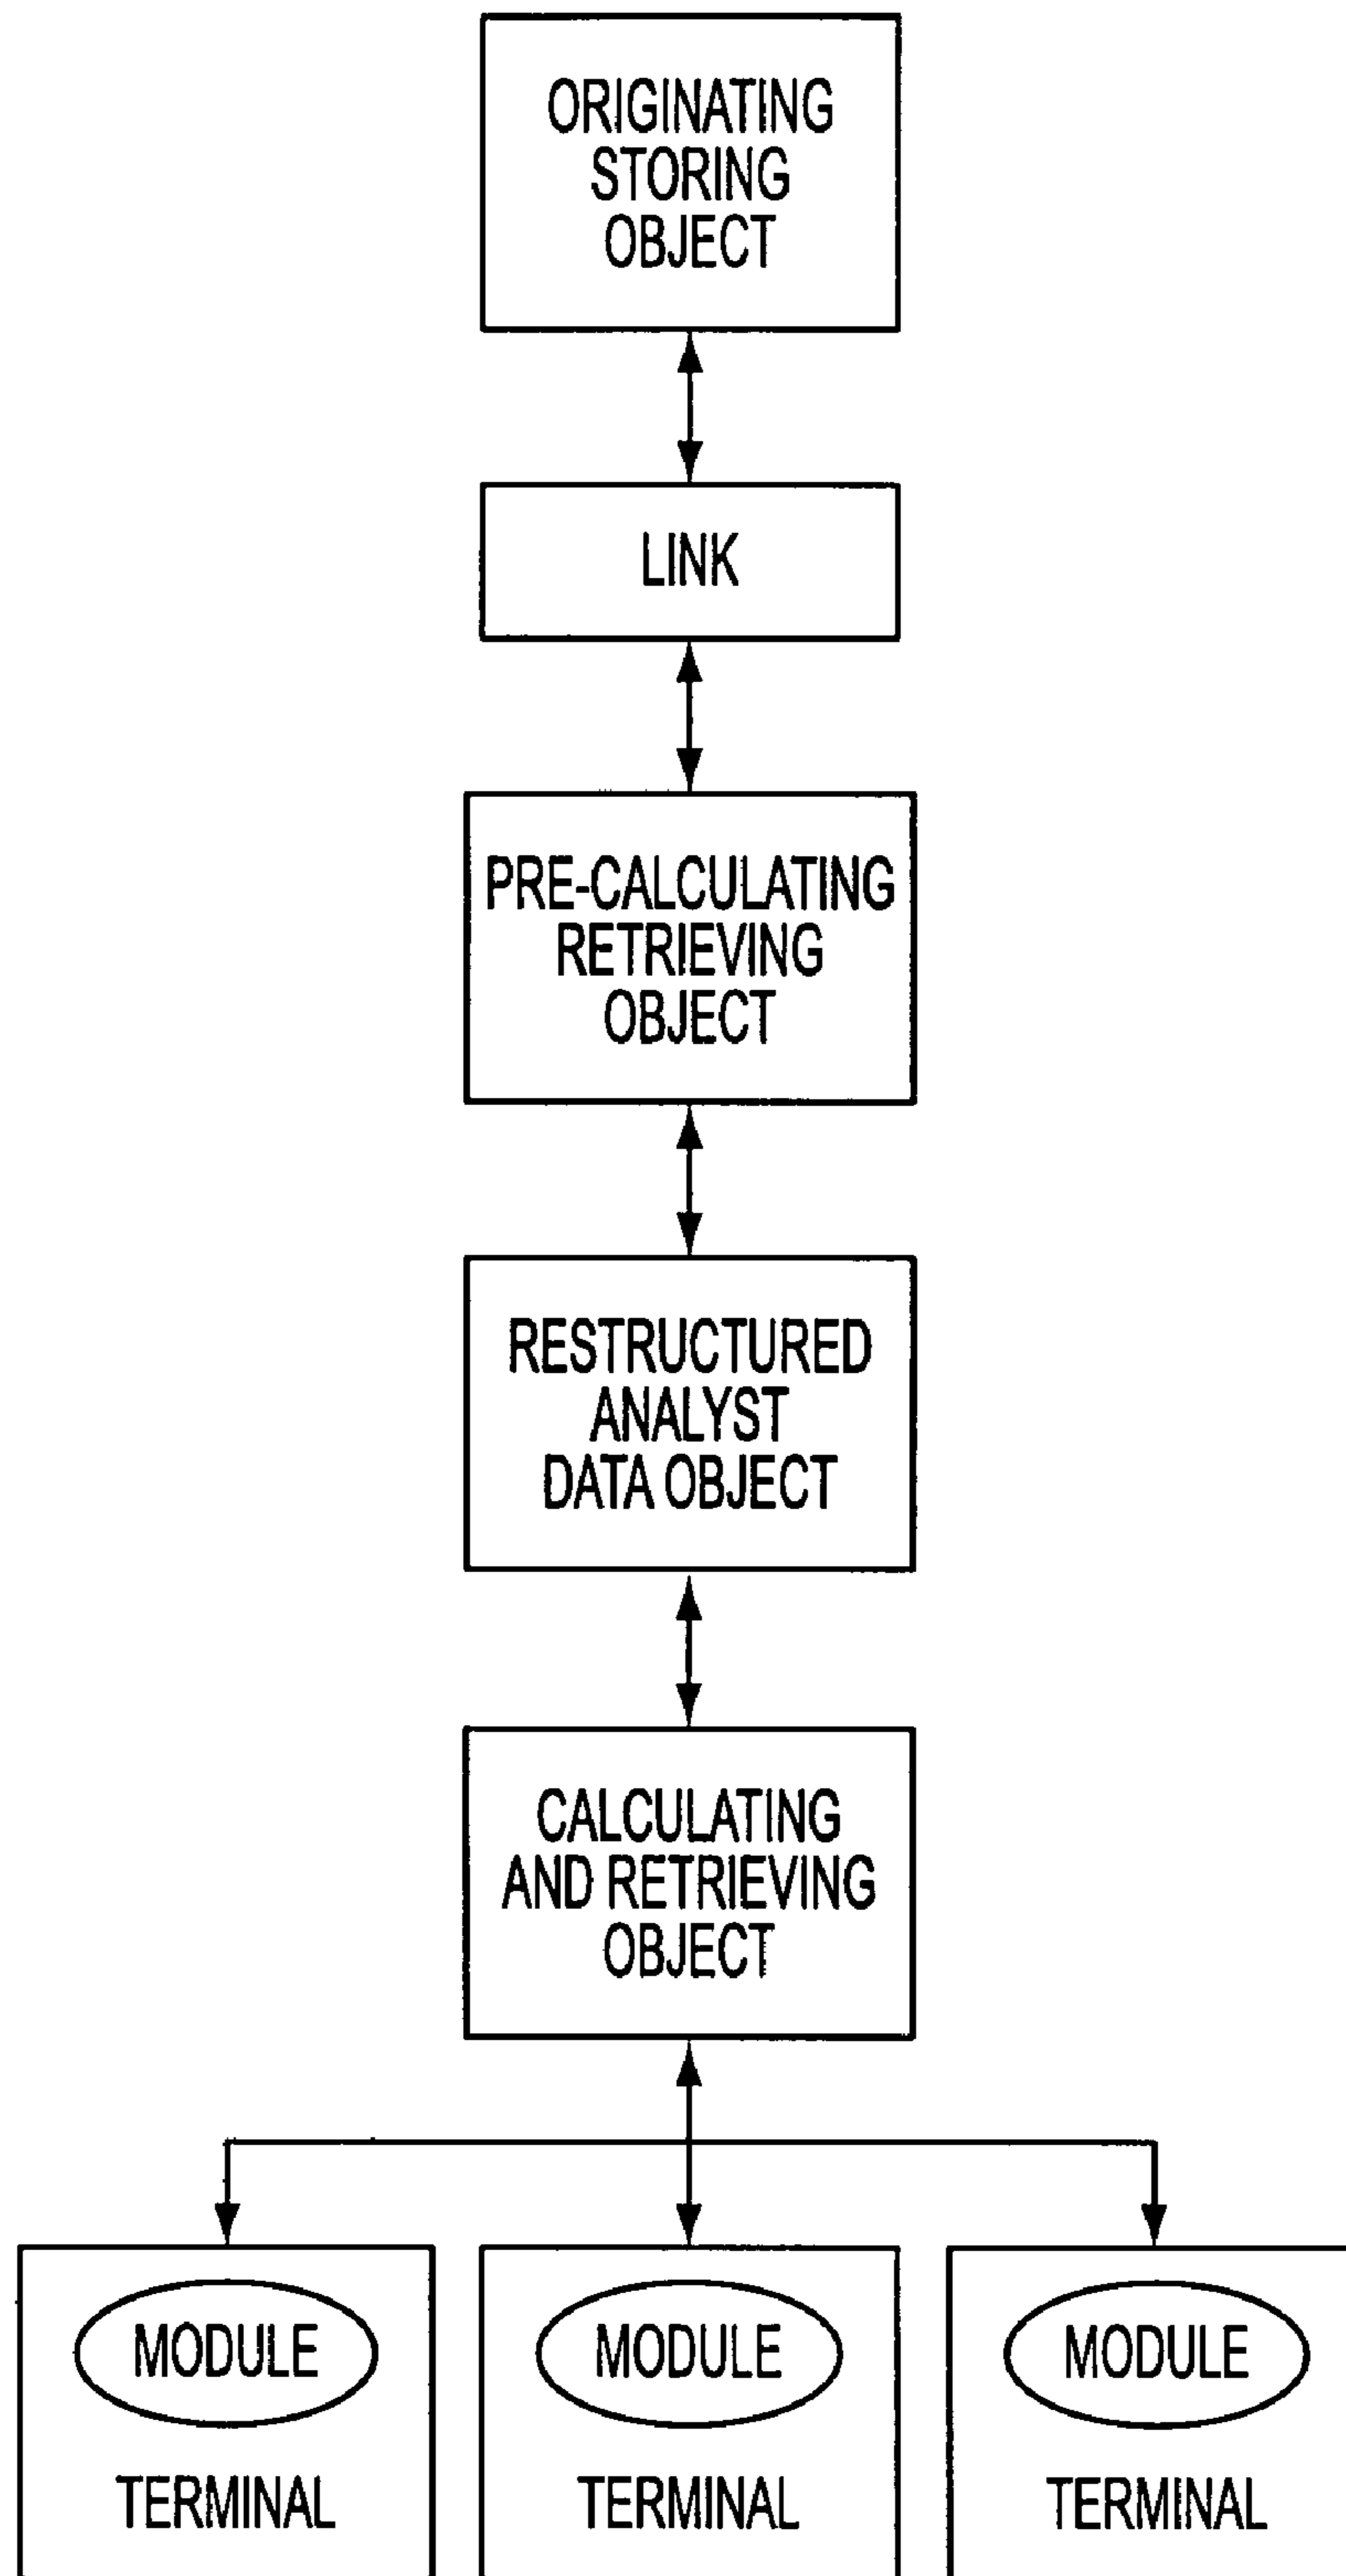 ORIGINATING
STORING
OBJECT
LINK
PRE-CALCULATING
RETRIEVING
OBJECT
RESTRUCTURED
ANALYST
DATA OBJECT
CALCULATING
AND RETRIEVING
OBJECT
MODULE
TERMINAL
MODULE
TERMINAL
MODULE
TERMINAL